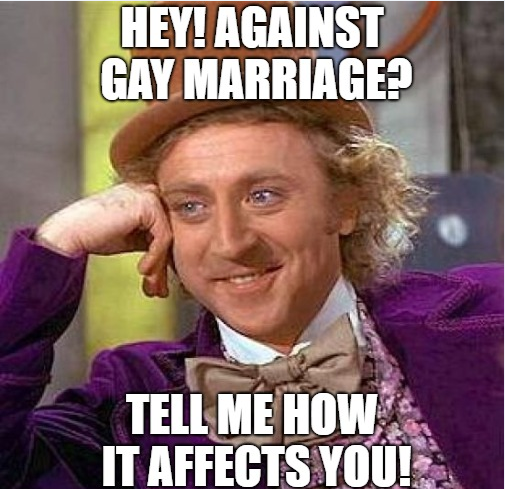 HEY! AGAINST
GAY MARRIAGE?
TELL ME HOW
IT AFFECTS YOU!